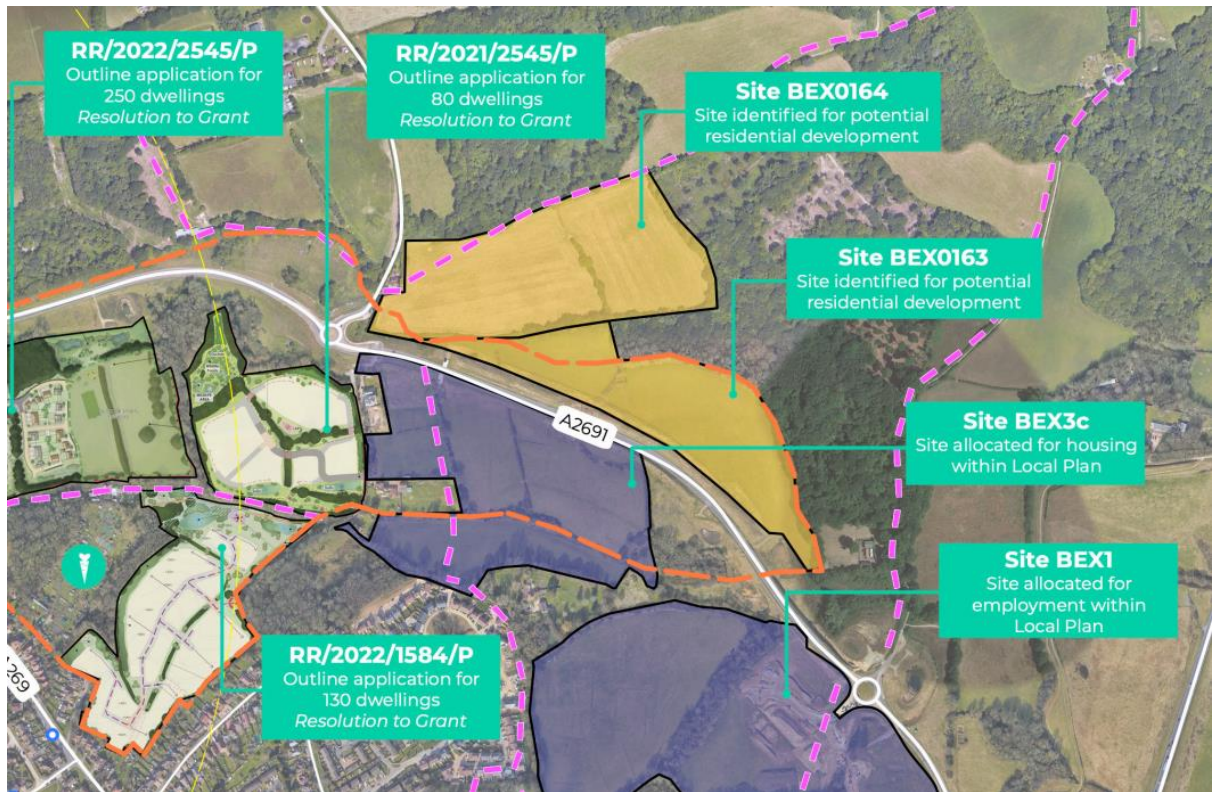 RR/2022/2545/P
Outline application for
250 dwellings
Resolution to Grant
RR/2021/2545/P
Outline application for
80 dwellings
Resolution to Grant
Site BEX0164
Site identified for potential
residential development
Site BEX0163
Site identified for potential
residential development
A2691
Site BEX3c
Site allocated for housing
within Local Plan
Site BEX1
Site allocated for
employment within
Local Plan
RR/2022/1584/P
Outline application for
130 dwellings
Resolution to Grant